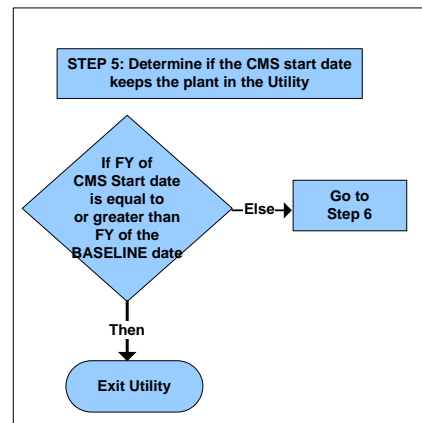 STEP 5: Determine if the CMS start date
keeps the plant in the Utility
If FY of
CMS Start date
is equal to
or greater than
FY of the
BASELINE date
Else
Go to
Step 6
Then
Exit Utility